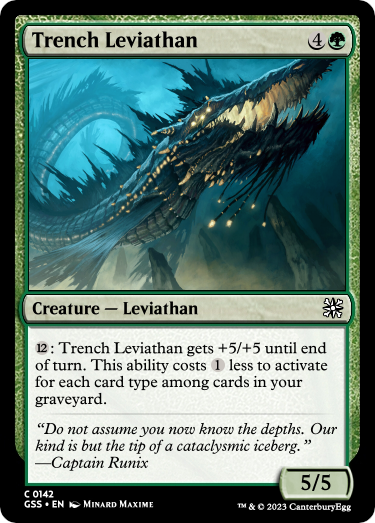 Trench Leviathan 4
Creature — Leviathan
12: Trench Leviathan gets +5/+5 until end
of turn. This ability costs 1 less to activate
for each card type among cards in your
graveyard.
“Do not assume you now know the depths. Our
kind is but the tip of a cataclysmic iceberg.”
—Captain Runix
5/5
C 0142
GSS • EN Minard Maxime
™ & © 2023 CanterburyEgg